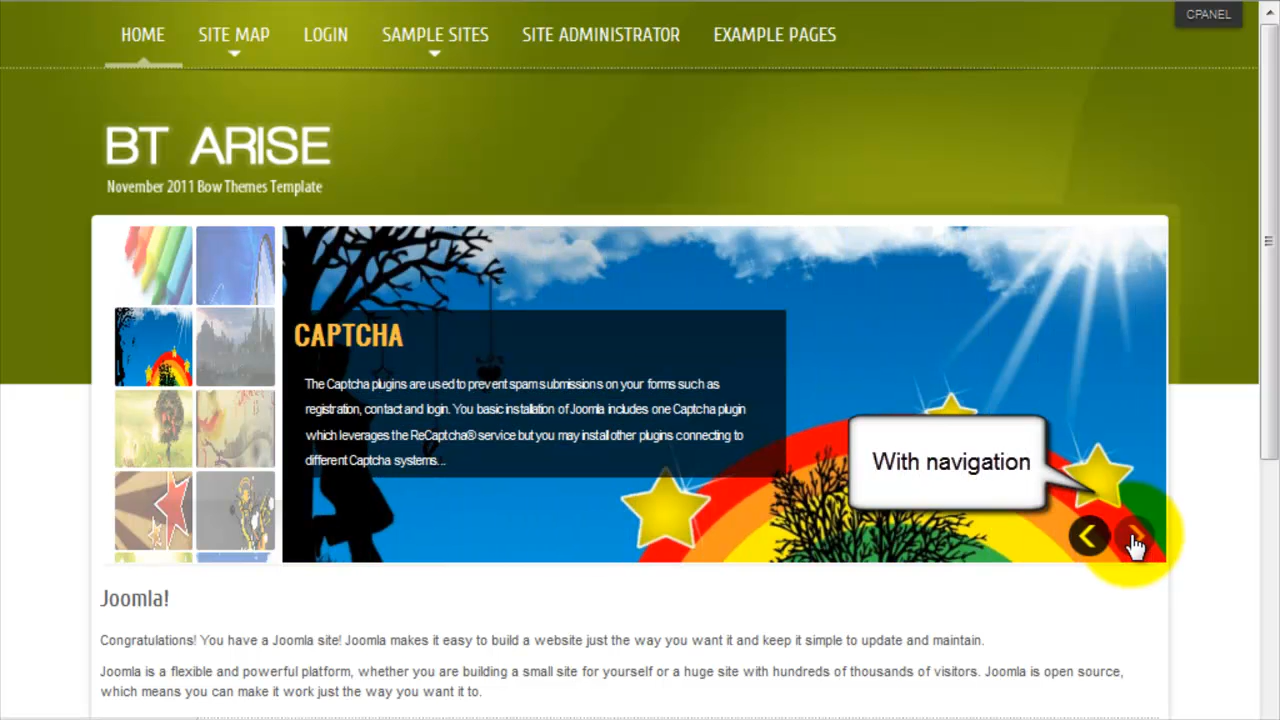 CPANEL
HOME SITE MAP LOGIN SAMPLE SITES SITE ADMINISTRATOR EXAMPLE PAGES
BT ARISE
November 2011 Bow Themes Template
CAPTCHA
The Captcha plugins are used to prevent spam submissions on your forms such as
registration, contact and login. You basic installation of Joomla includes one Captcha plugin
which leverages the ReCaptcha® service but you may install other plugins connecting to
different Captcha systems...
With navigation
Joomla!
Congratulations! You have a Joomla site! Joomla makes it easy to build a website just the way you want it and keep it simple to update and maintain.
Joomla is a flexible and powerful platform, whether you are building a small site for yourself or a huge site with hundreds of thousands of visitors. Joomla is open source,
which means you can make it work just the way you want it to.